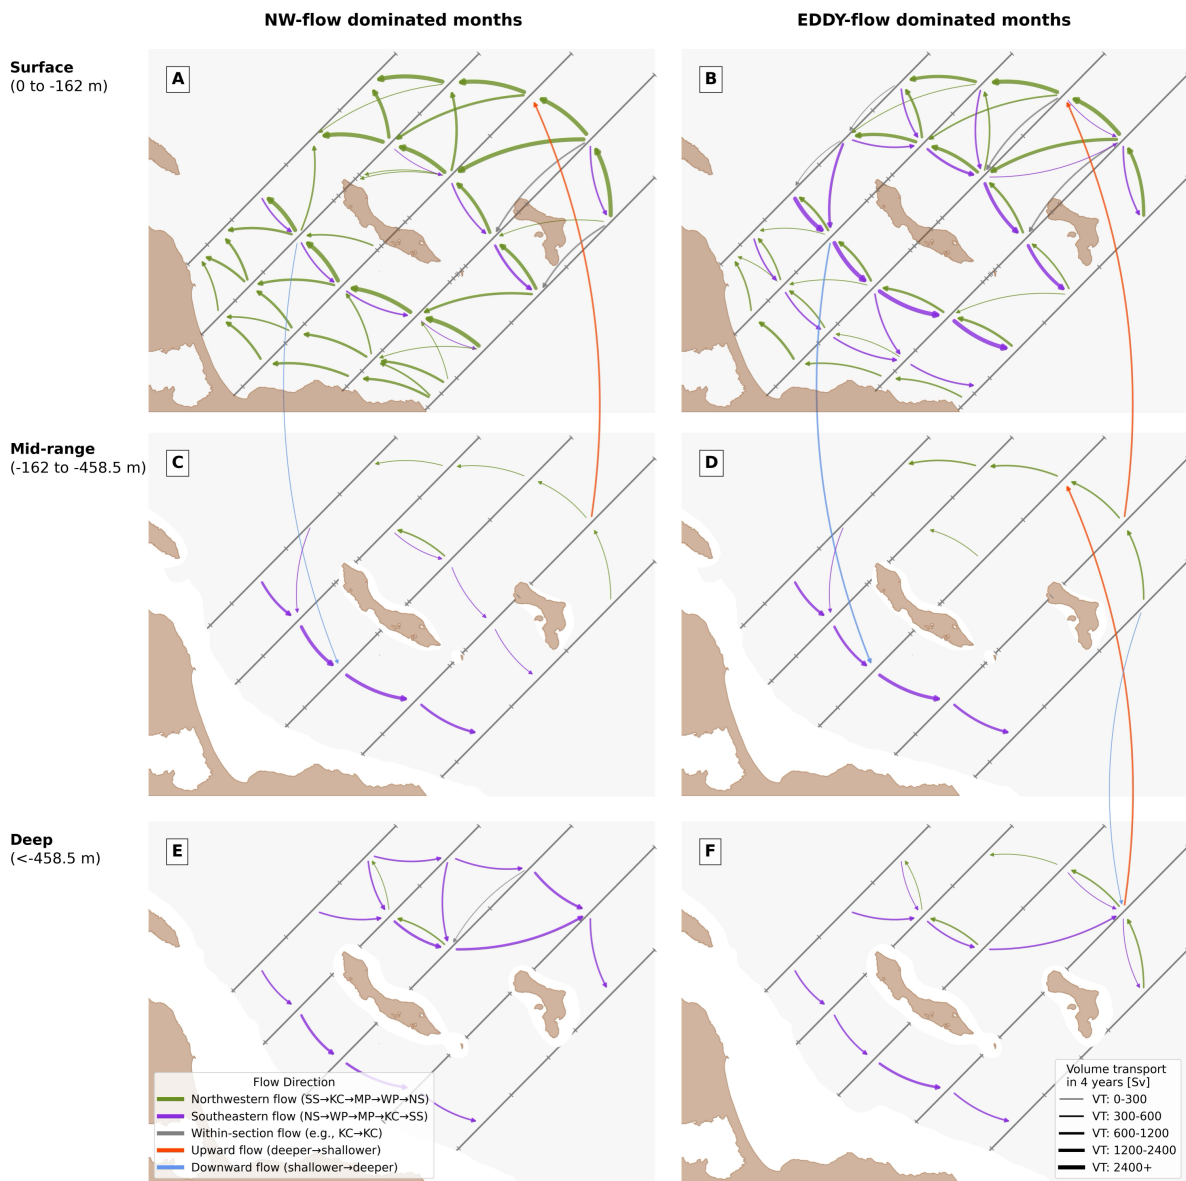 NW-flow dominated months
EDDY-flow dominated months
Surface
(0 to -162 m)
A
B
Mid-range
(-162 to -458.5 m)
C
D
Deep
(<-458.5 m)
E
F
Flow Direction
Northwestern flow (SS→KC→MP→WP→NS)
Southeastern flow (NS→WP→MP→KC→SS)
Within-section flow (e.g., KC→KC)
Upward flow (deeper→shallower)
Downward flow (shallower→deeper)
Volume transport
in 4 years [Sv]
VT: 0-300
VT: 300-600
VT: 600-1200
VT: 1200-2400
VT: 2400+